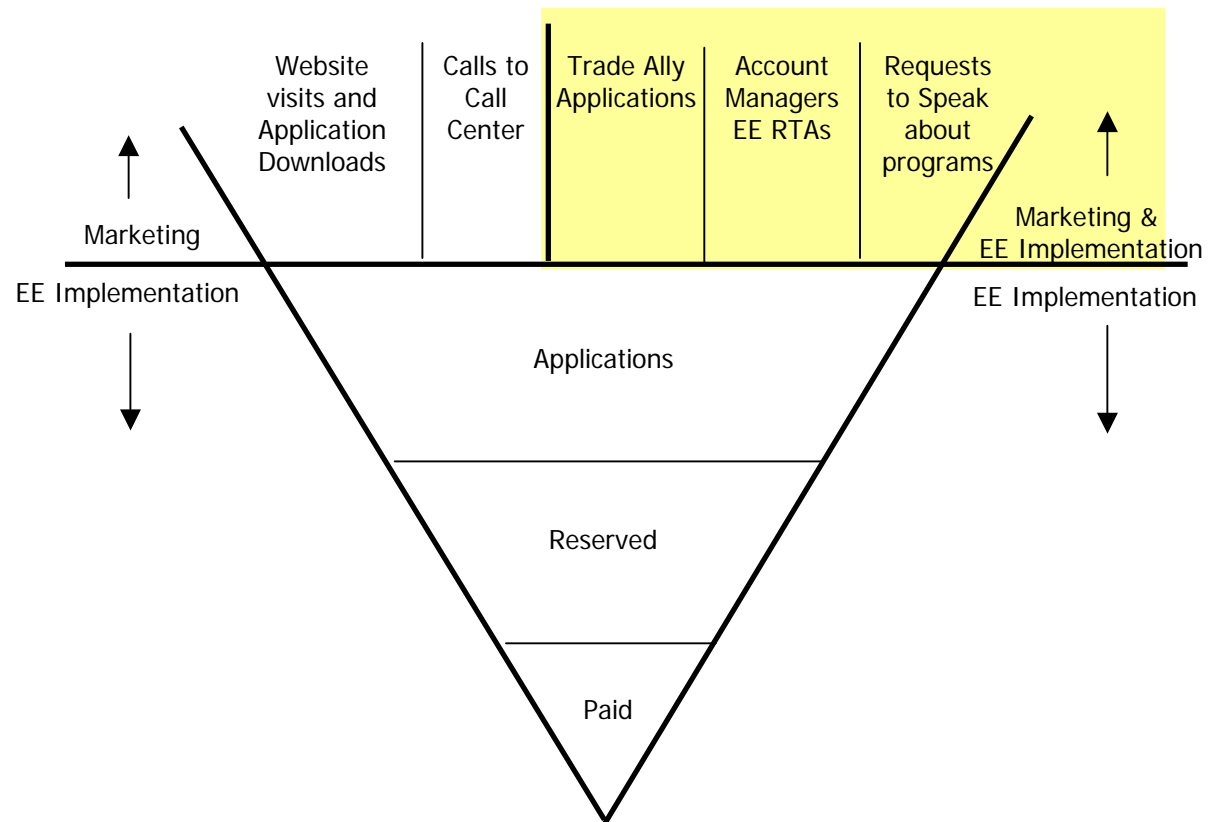 Website
visits and
Application
Downloads
Calls to
Call
Center
Trade Ally
Applications
Account
Managers
EE RTAs
Requests
to Speak
about
programs
Marketing
EE Implementation
Marketing &
EE Implementation
EE Implementation
Applications
Reserved
Paid